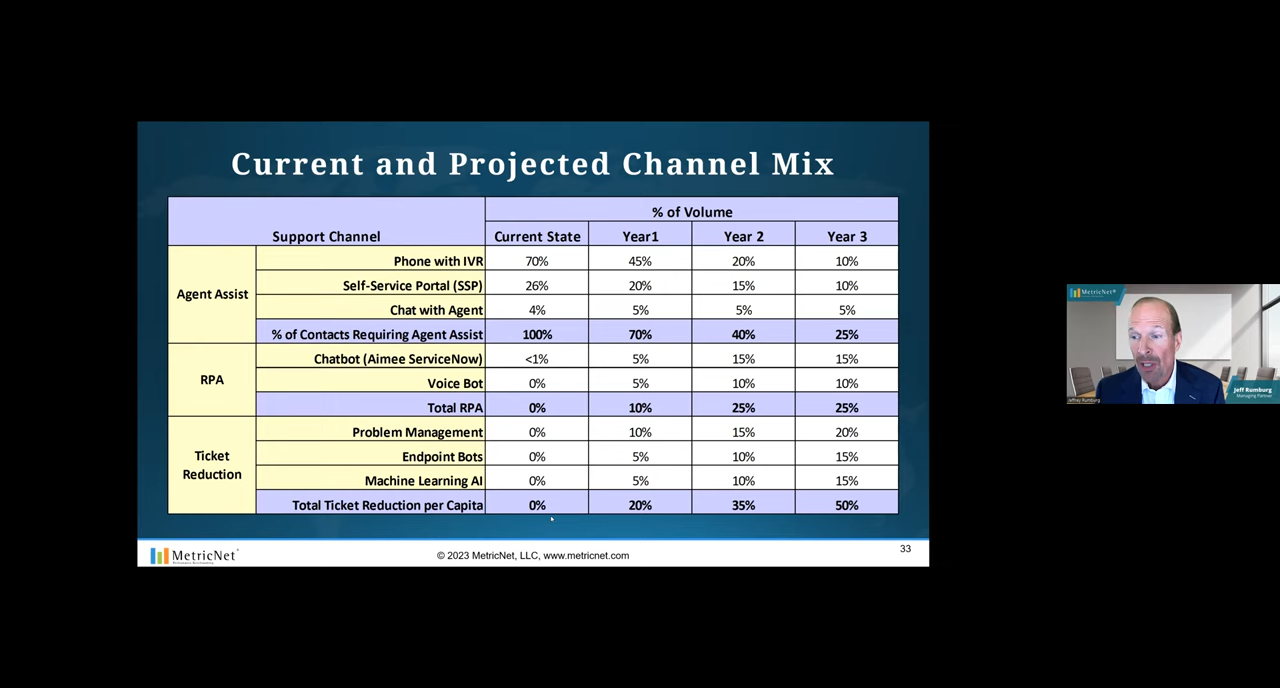 Current and Projected Channel Mix
% of Volume
Support Channel Current State Year1 Year 2 Year 3
Agent Assist
Phone with IVR 70% 45% 20% 10%
Self-Service Portal (SSP) 26% 20% 15% 10%
Chat with Agent 4% 5% 5% 5%
% of Contacts Requiring Agent Assist 100% 70% 40% 25%
RPA
Chatbot (Aimee ServiceNow) <1% 5% 15% 15%
Voice Bot 0% 5% 10% 10%
Total RPA 0% 10% 25% 25%
Ticket
Reduction
Problem Management 0% 10% 15% 20%
Endpoint Bots 0% 5% 10% 15%
Machine Learning AI 0% 5% 10% 15%
Total Ticket Reduction per Capita 0% 20% 35% 50%
MetricNet
© 2023 MetricNet, LLC, www.metricnet.com
33
MetricNet
Jeff Rumburg
Managing Partner
Jeffrey Rumburg